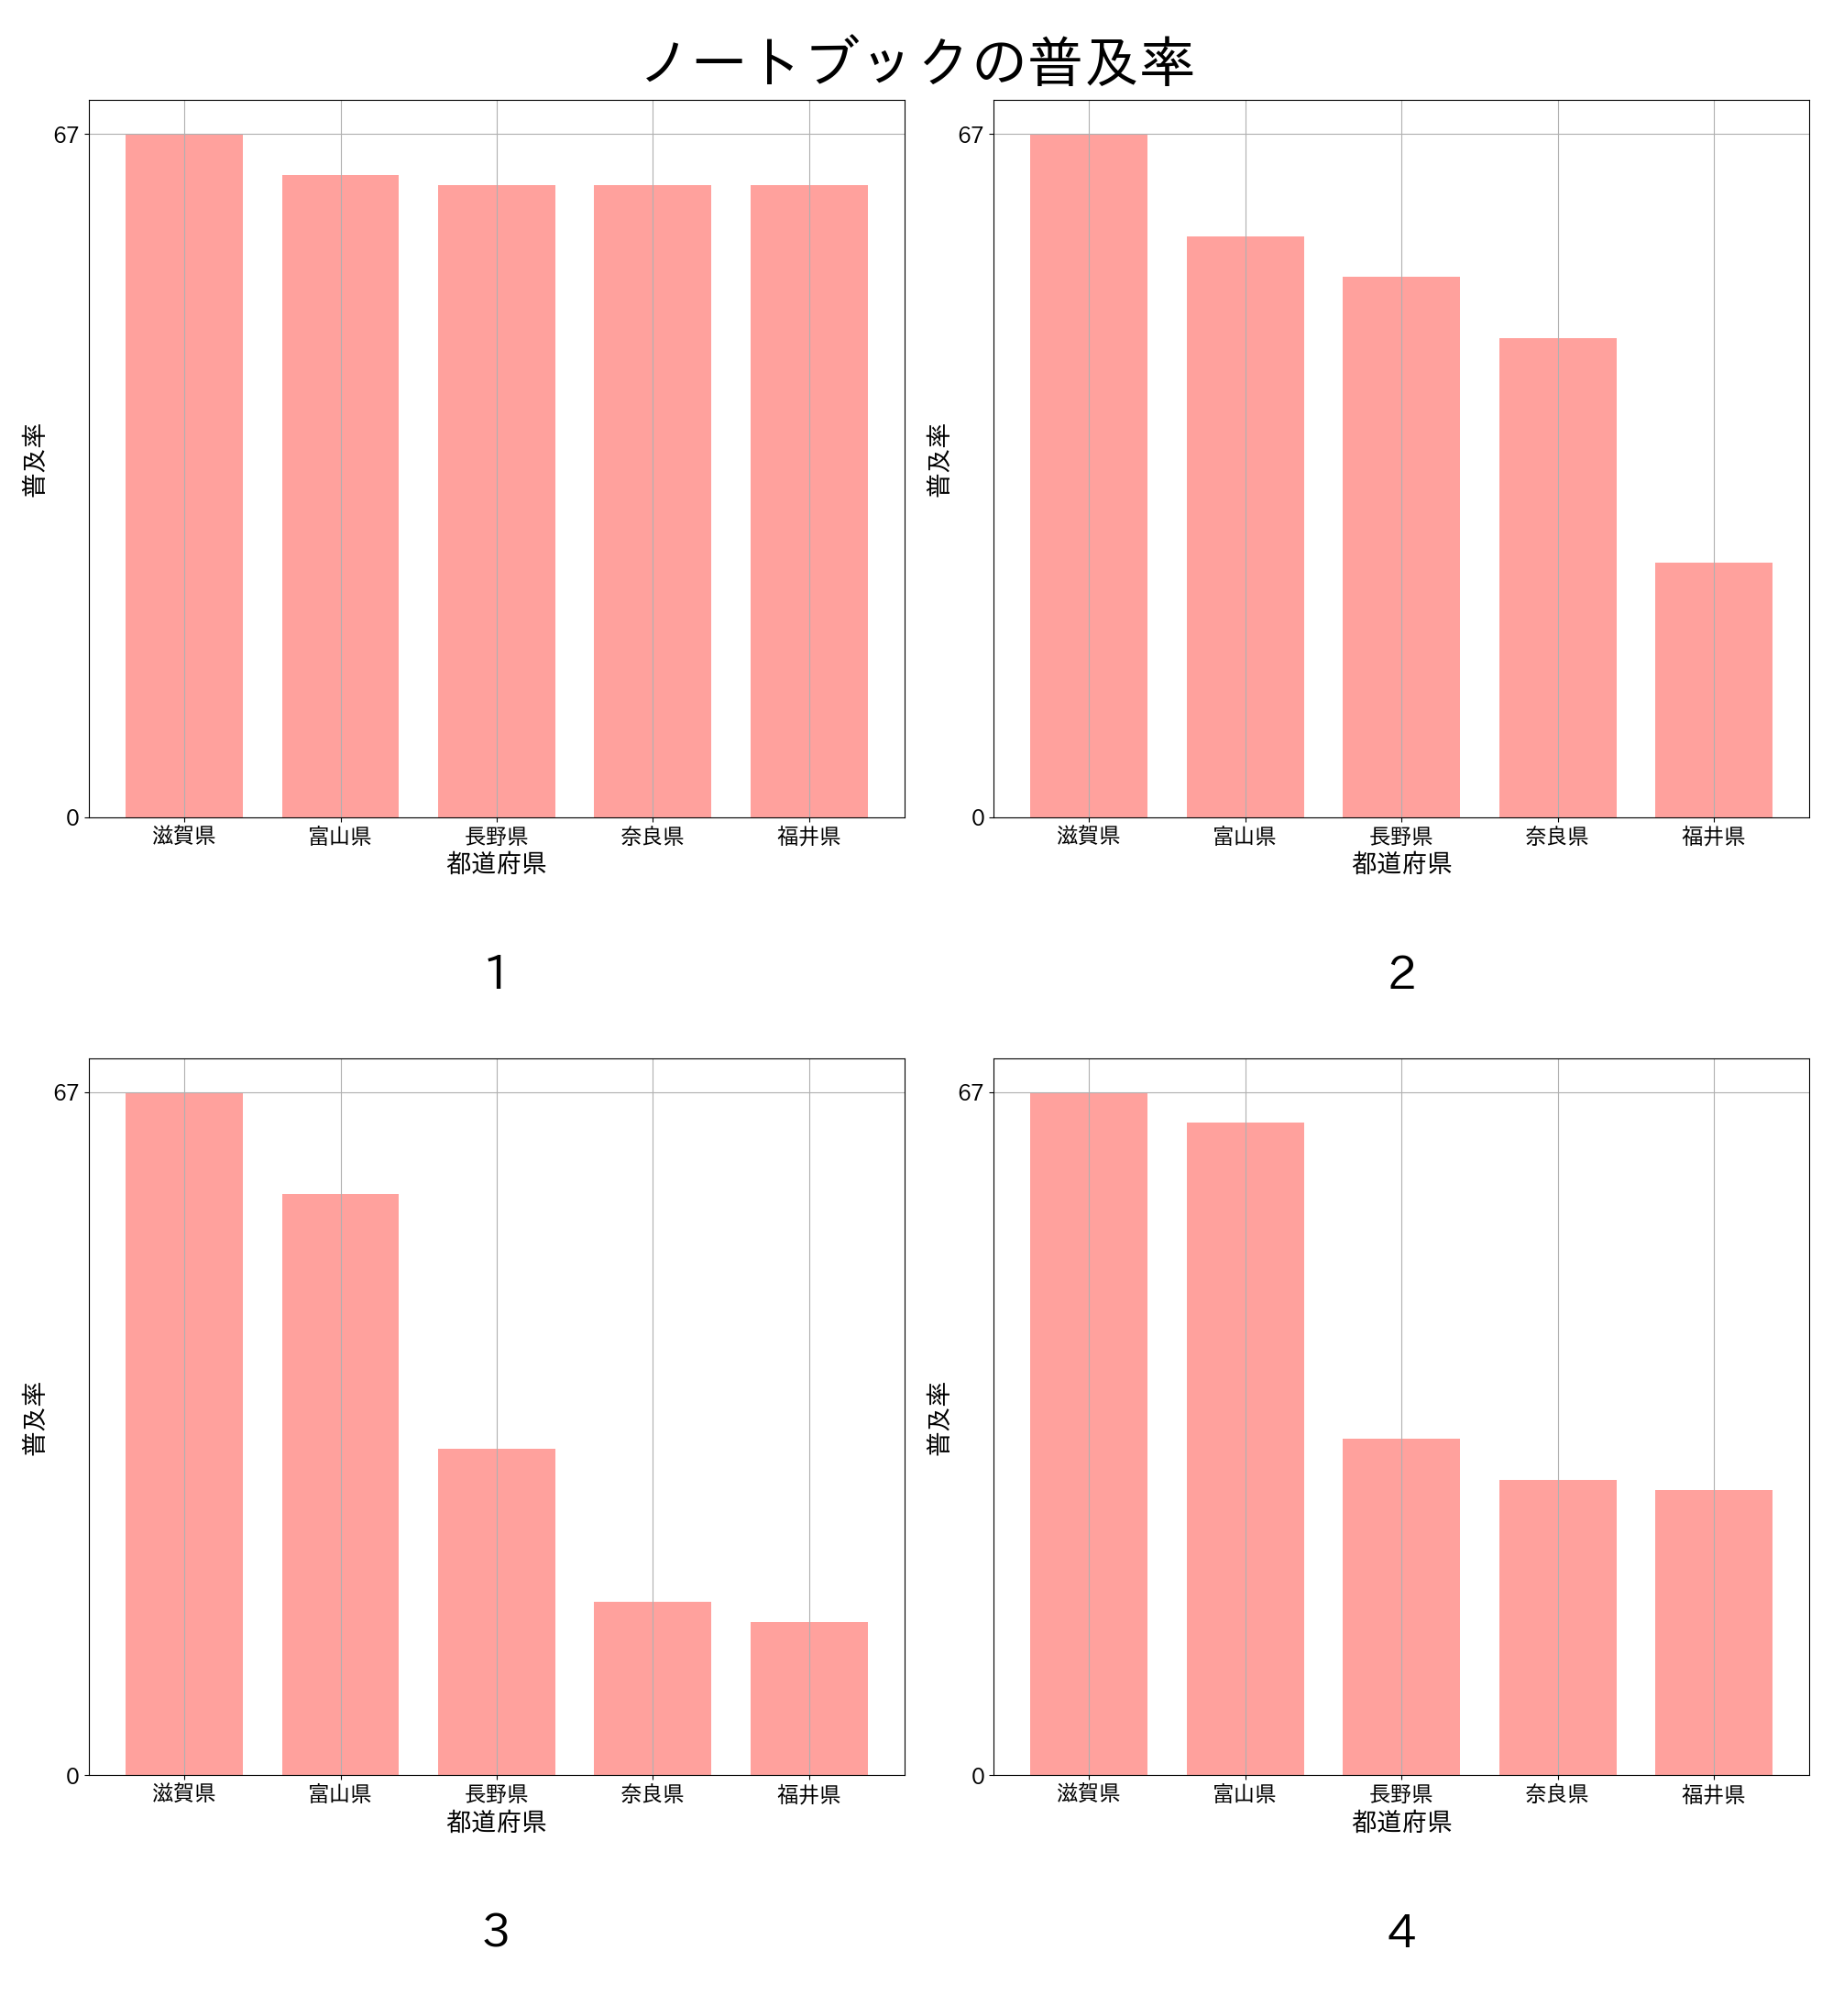 ノートブックの普及率
67
0
普及率
滋賀県 富山県 長野県 奈良県 福井県
都道府県
1
67
0
普及率
滋賀県 富山県 長野県 奈良県 福井県
都道府県
2
67
0
普及率
滋賀県 富山県 長野県 奈良県 福井県
都道府県
3
67
0
普及率
滋賀県 富山県 長野県 奈良県 福井県
都道府県
4